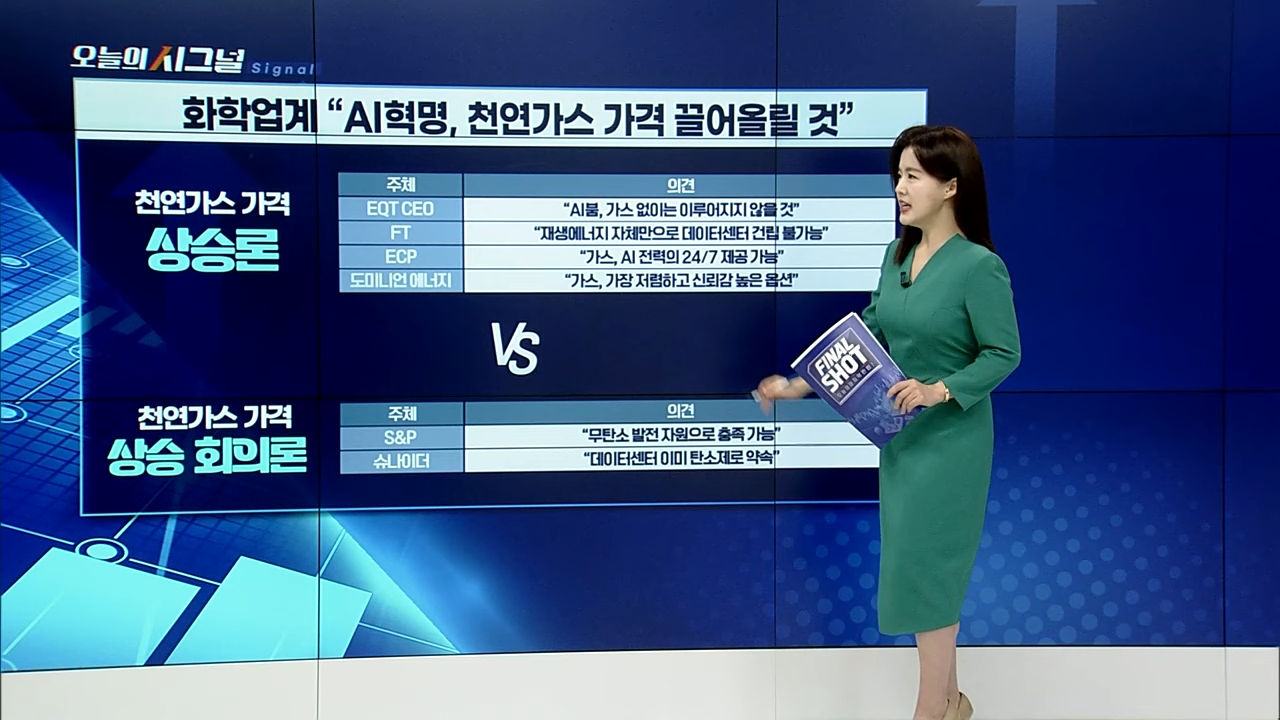 오늘의 시그널 Signal
화학업계 “AI혁명, 천연가스 가격 끌어올릴 것”
천연가스 가격
상승론
주체 의견
EQT CEO “AI붐, 가스 없이는 이루어지지 않을 것”
FT “재생에너지 자체만으로 데이터센터 건립 불가능”
ECP “가스, AI 전력의 24/7 제공 가능”
도미니언 에너지 “가스, 가장 저렴하고 신뢰감 높은 옵션”
VS
천연가스 가격
상승 회의론
주체 의견
S&P “무탄소 발전 자원으로 충족 가능”
슈나이더 “데이터센터 이미 탄소제로 약속”
FINAL
SHOT